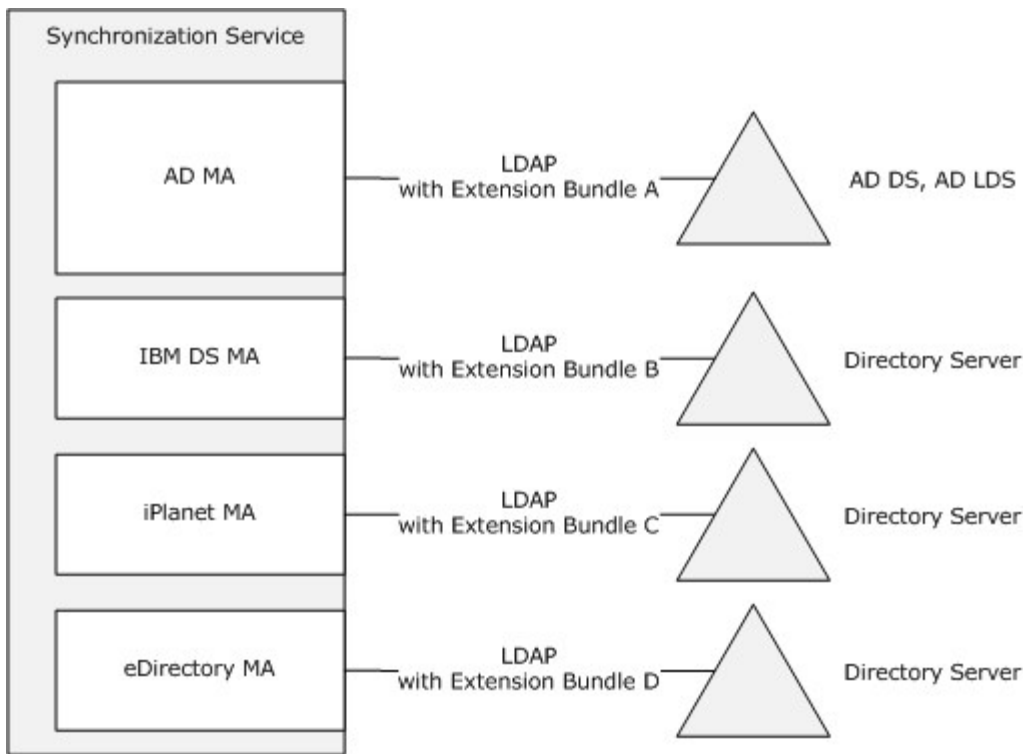 Synchronization Service
AD MA
LDAP
with Extension Bundle A
AD DS, AD LDS
IBM DS MA
LDAP
with Extension Bundle B
Directory Server
iPlanet MA
LDAP
with Extension Bundle C
Directory Server
eDirectory MA
LDAP
with Extension Bundle D
Directory Server